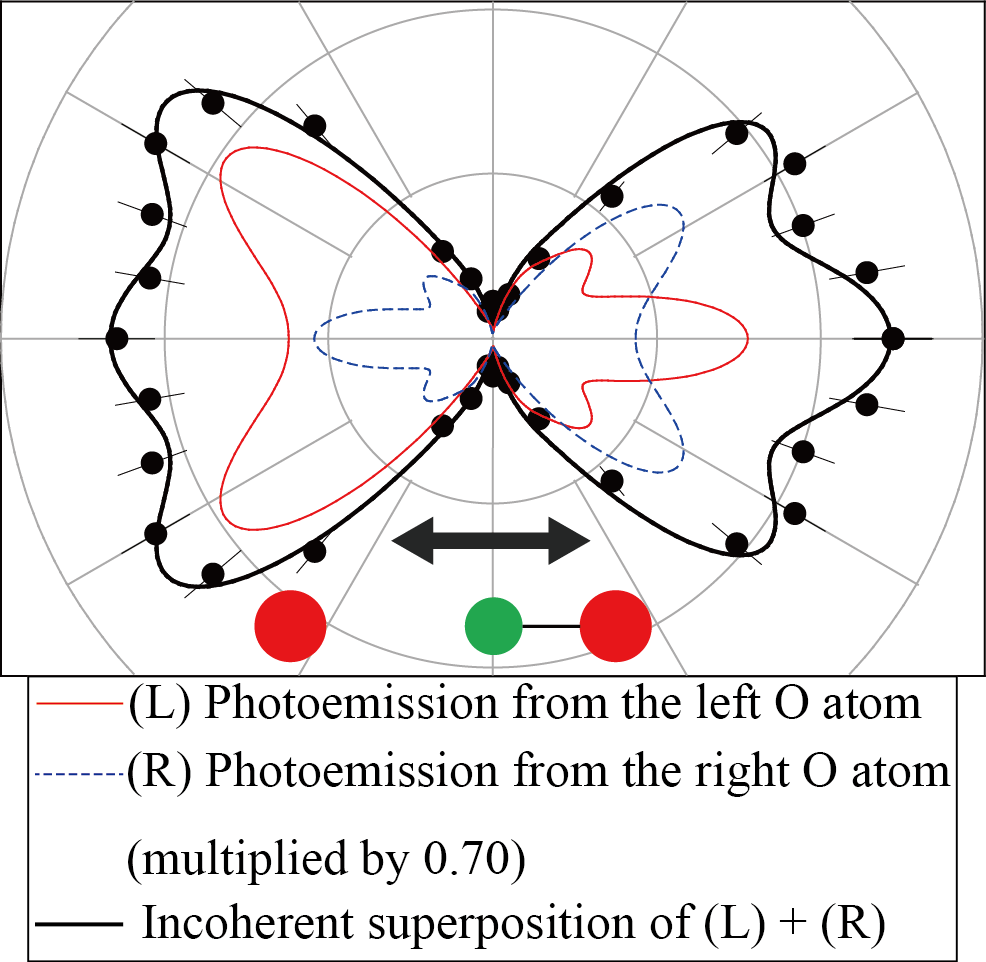 (L) Photoemission from the left O atom
(R) Photoemission from the right O atom
(multiplied by 0.70)
Incoherent superposition of (L) + (R)